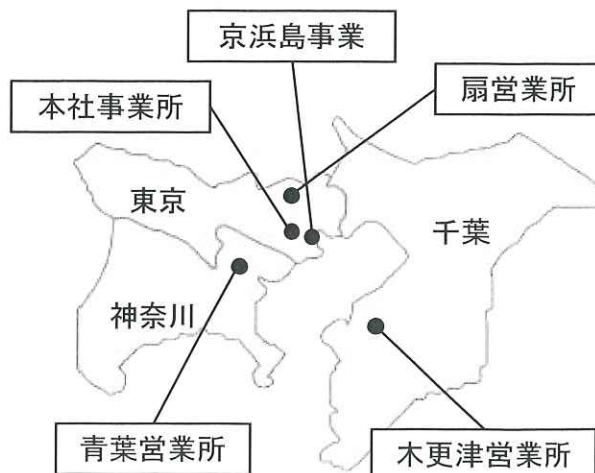 京浜島事業
本社事業所
扇営業所
東京
千葉
神奈川
青葉営業所
木更津営業所